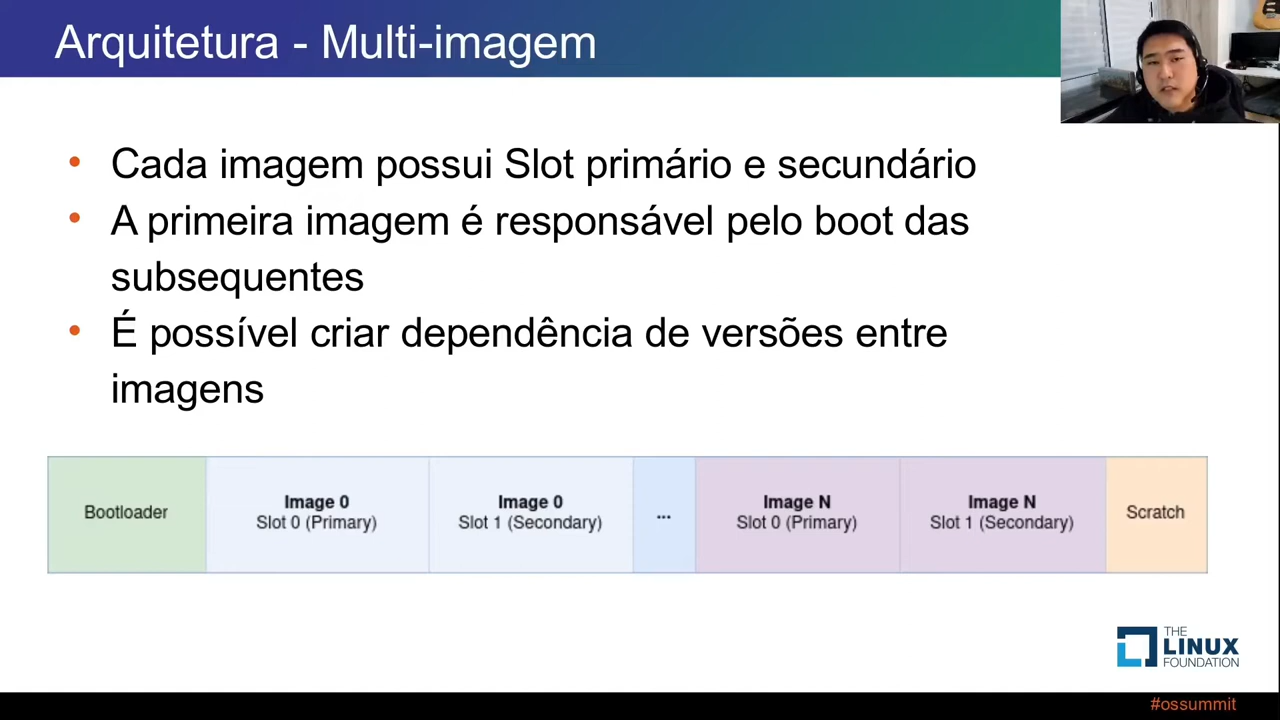 Arquitetura - Multi-imagem
• Cada imagem possui Slot primário e secundário
• A primeira imagem é responsável pelo boot das
subsequentes
• É possível criar dependência de versões entre
imagens
Bootloader
Image 0
Slot 0 (Primary)
Image 0
Slot 1 (Secondary)
...
Image N
Slot 0 (Primary)
Image N
Slot 1 (Secondary)
Scratch
THE
LINUX
FOUNDATION
#ossummit